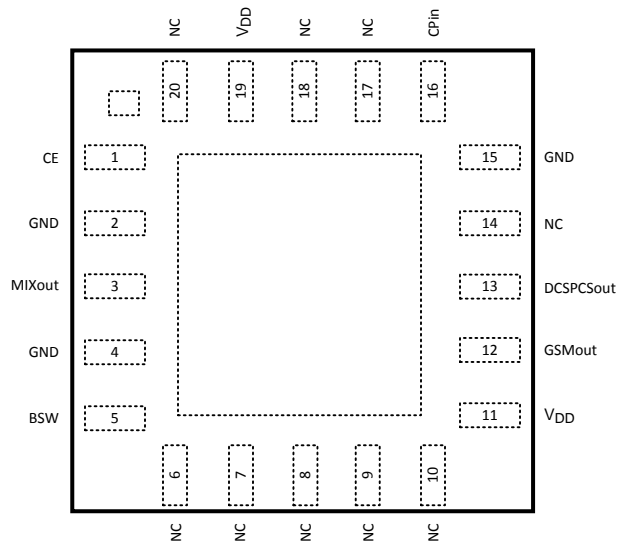 NC
VDD
NC
NC
CPin
20
19
18
17
16
CE
1
15
GND
GND
2
14
NC
MIXout
3
13
DCSPCSout
GND
4
12
GSMout
BSW
5
11
VDD
6
7
8
9
10
NC
NC
NC
NC
NC